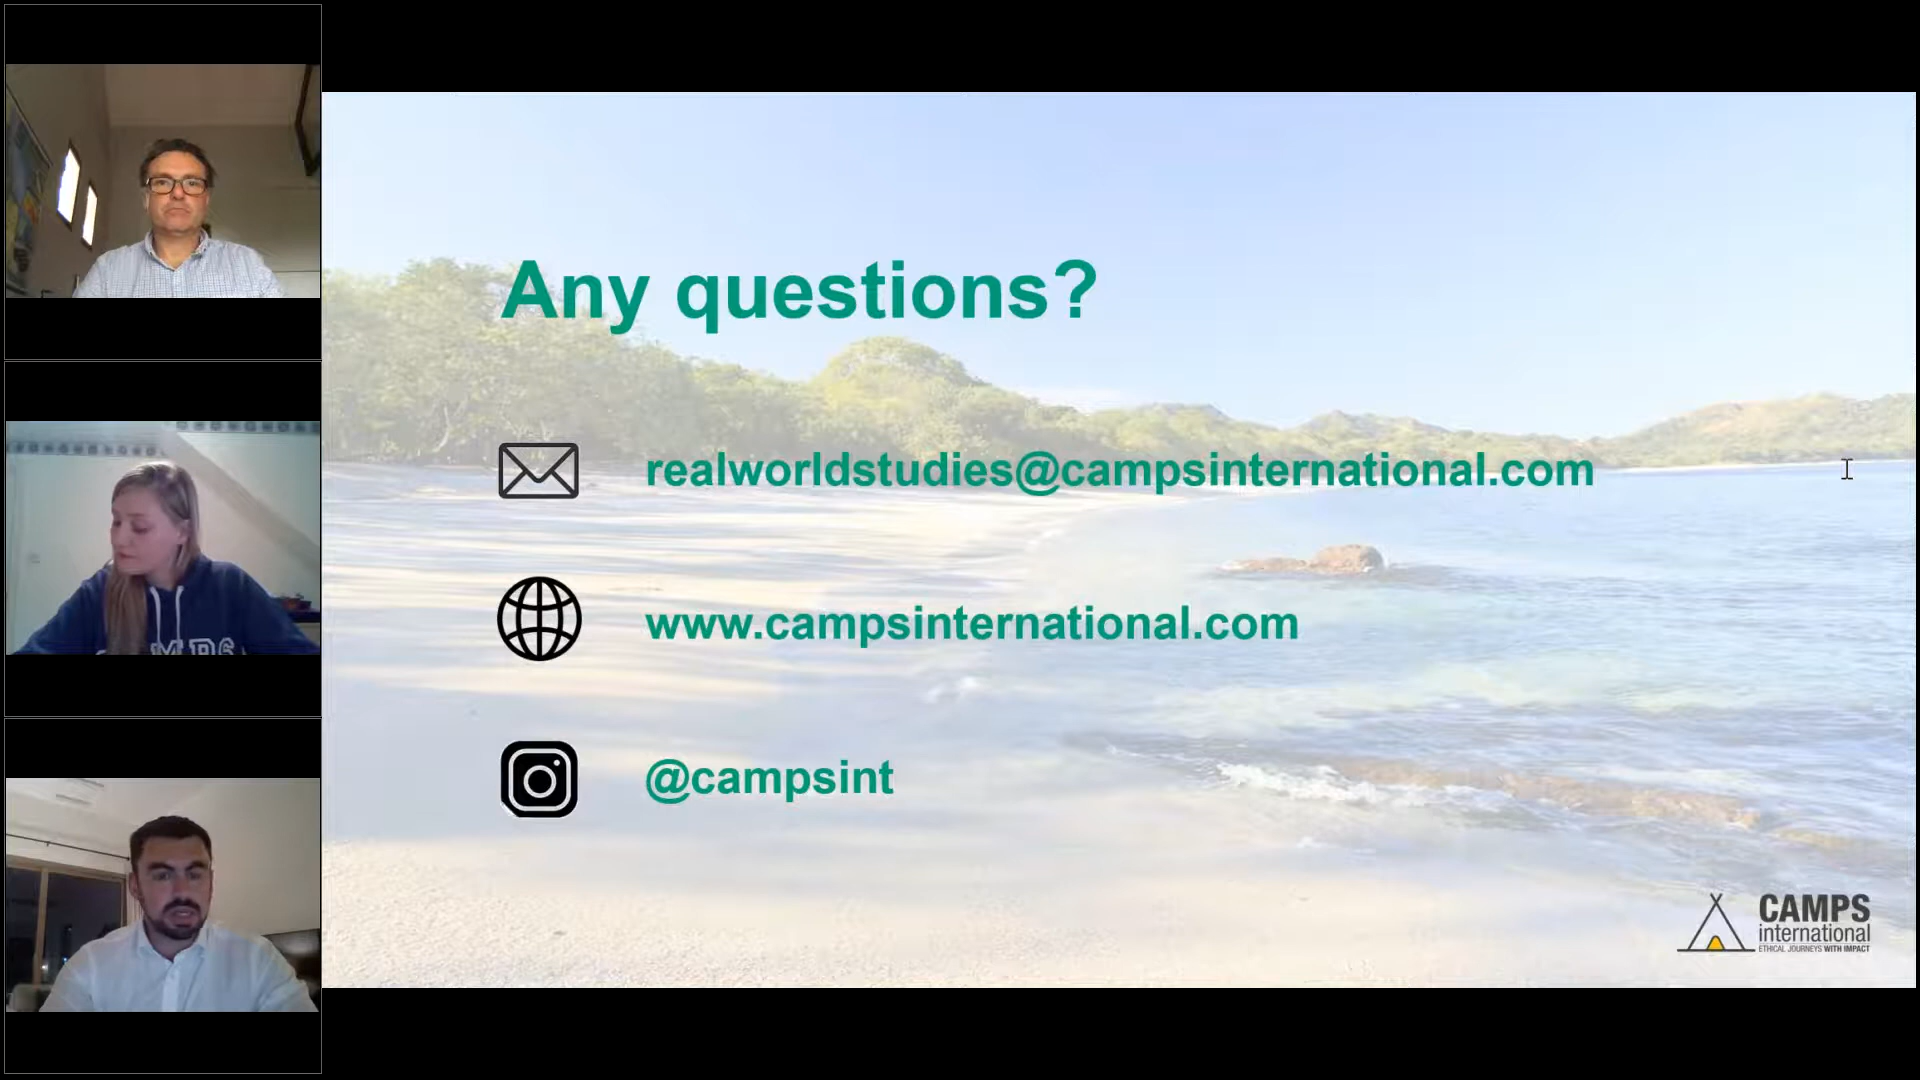 Any questions?
realworldstudies@campsinternational.com
www.campsinternational.com
@campsint
CAMPS
international
ETHICAL JOURNEYS WITH IMPACT